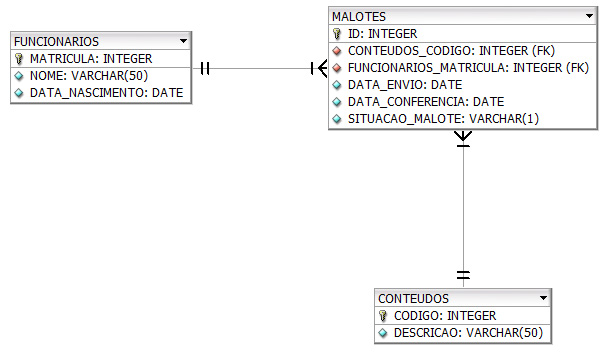 FUNCIONARIOS
MATRICULA: INTEGER
NOME: VARCHAR(50)
DATA_NASCIMENTO: DATE
MALOTES
ID: INTEGER
CONTEUDOS_CODIGO: INTEGER (FK)
FUNCIONARIOS_MATRICULA: INTEGER (FK)
DATA_ENVIO: DATE
DATA_CONFERENCIA: DATE
SITUACAO_MALOTE: VARCHAR(1)
CONTEUDOS
CODIGO: INTEGER
DESCRICAO: VARCHAR(50)